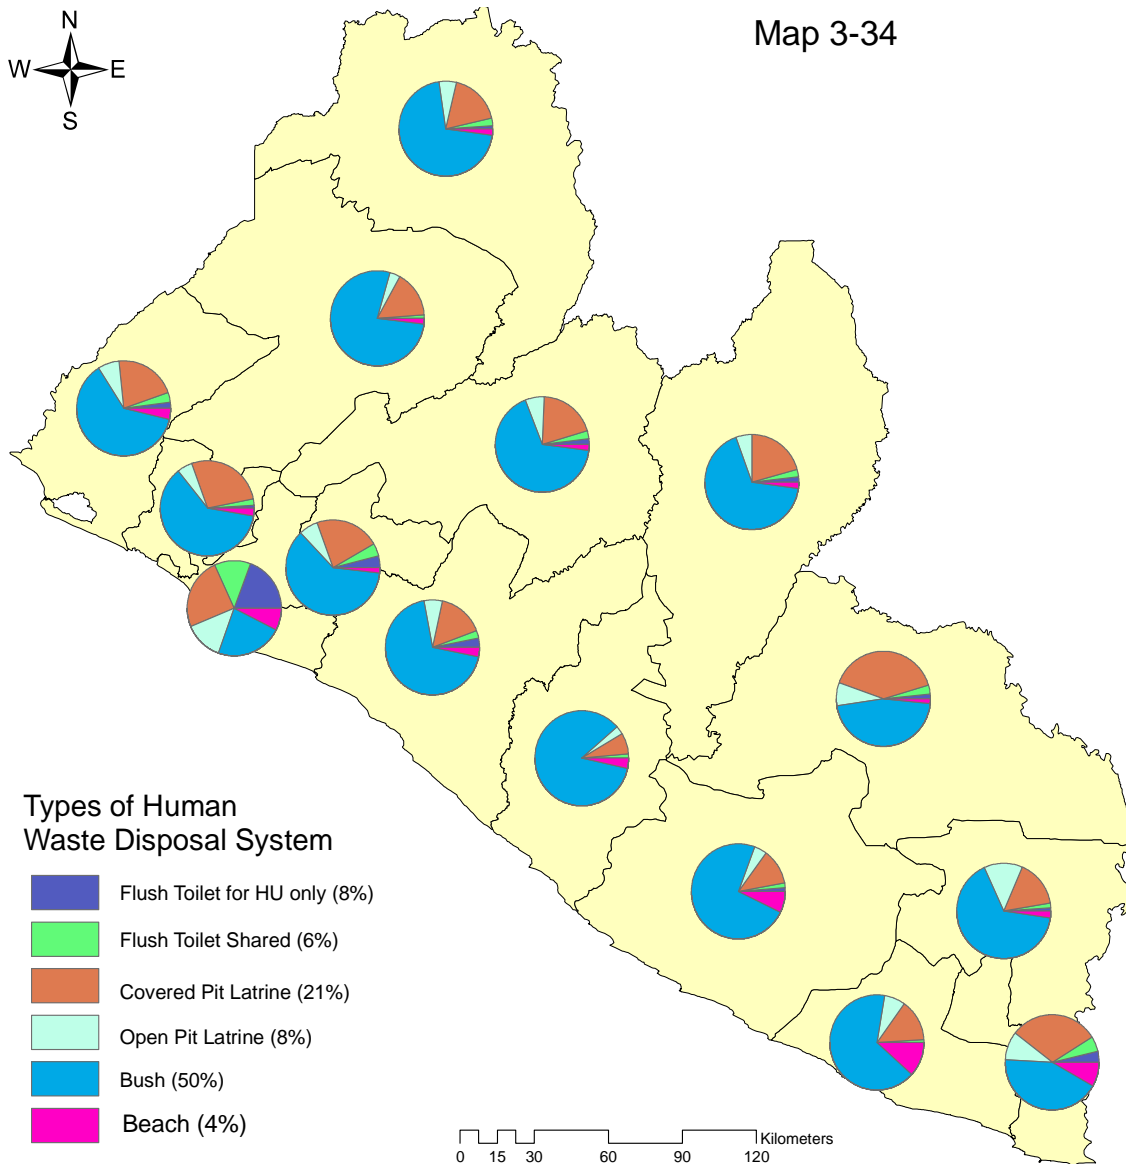 Map 3-34
N
W
E
S
Types of Human
Waste Disposal System
Flush Toilet for HU only (8%)
Flush Toilet Shared (6%)
Covered Pit Latrine (21%)
Open Pit Latrine (8%)
Bush (50%)
Beach (4%)
Kilometers
0 15 30 60 90 120